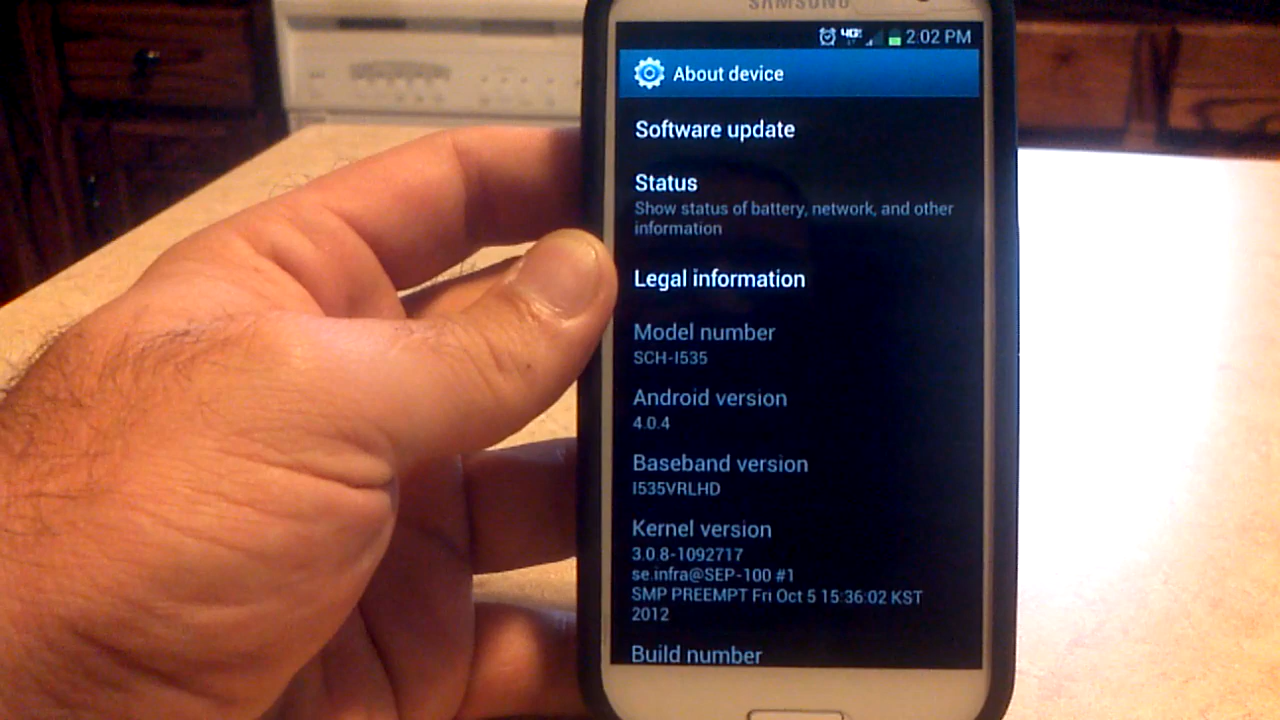 SAMSUNG
4G 2:02 PM
About device
Software update
Status
Show status of battery, network, and other
information
Legal information
Model number
SCH-I535
Android version
4.0.4
Baseband version
I535VRLHD
Kernel version
3.0.8-1092717
se.infra@SEP-100 #1
SMP PREEMPT Fri Oct 5 15:36:02 KST
2012
Build number